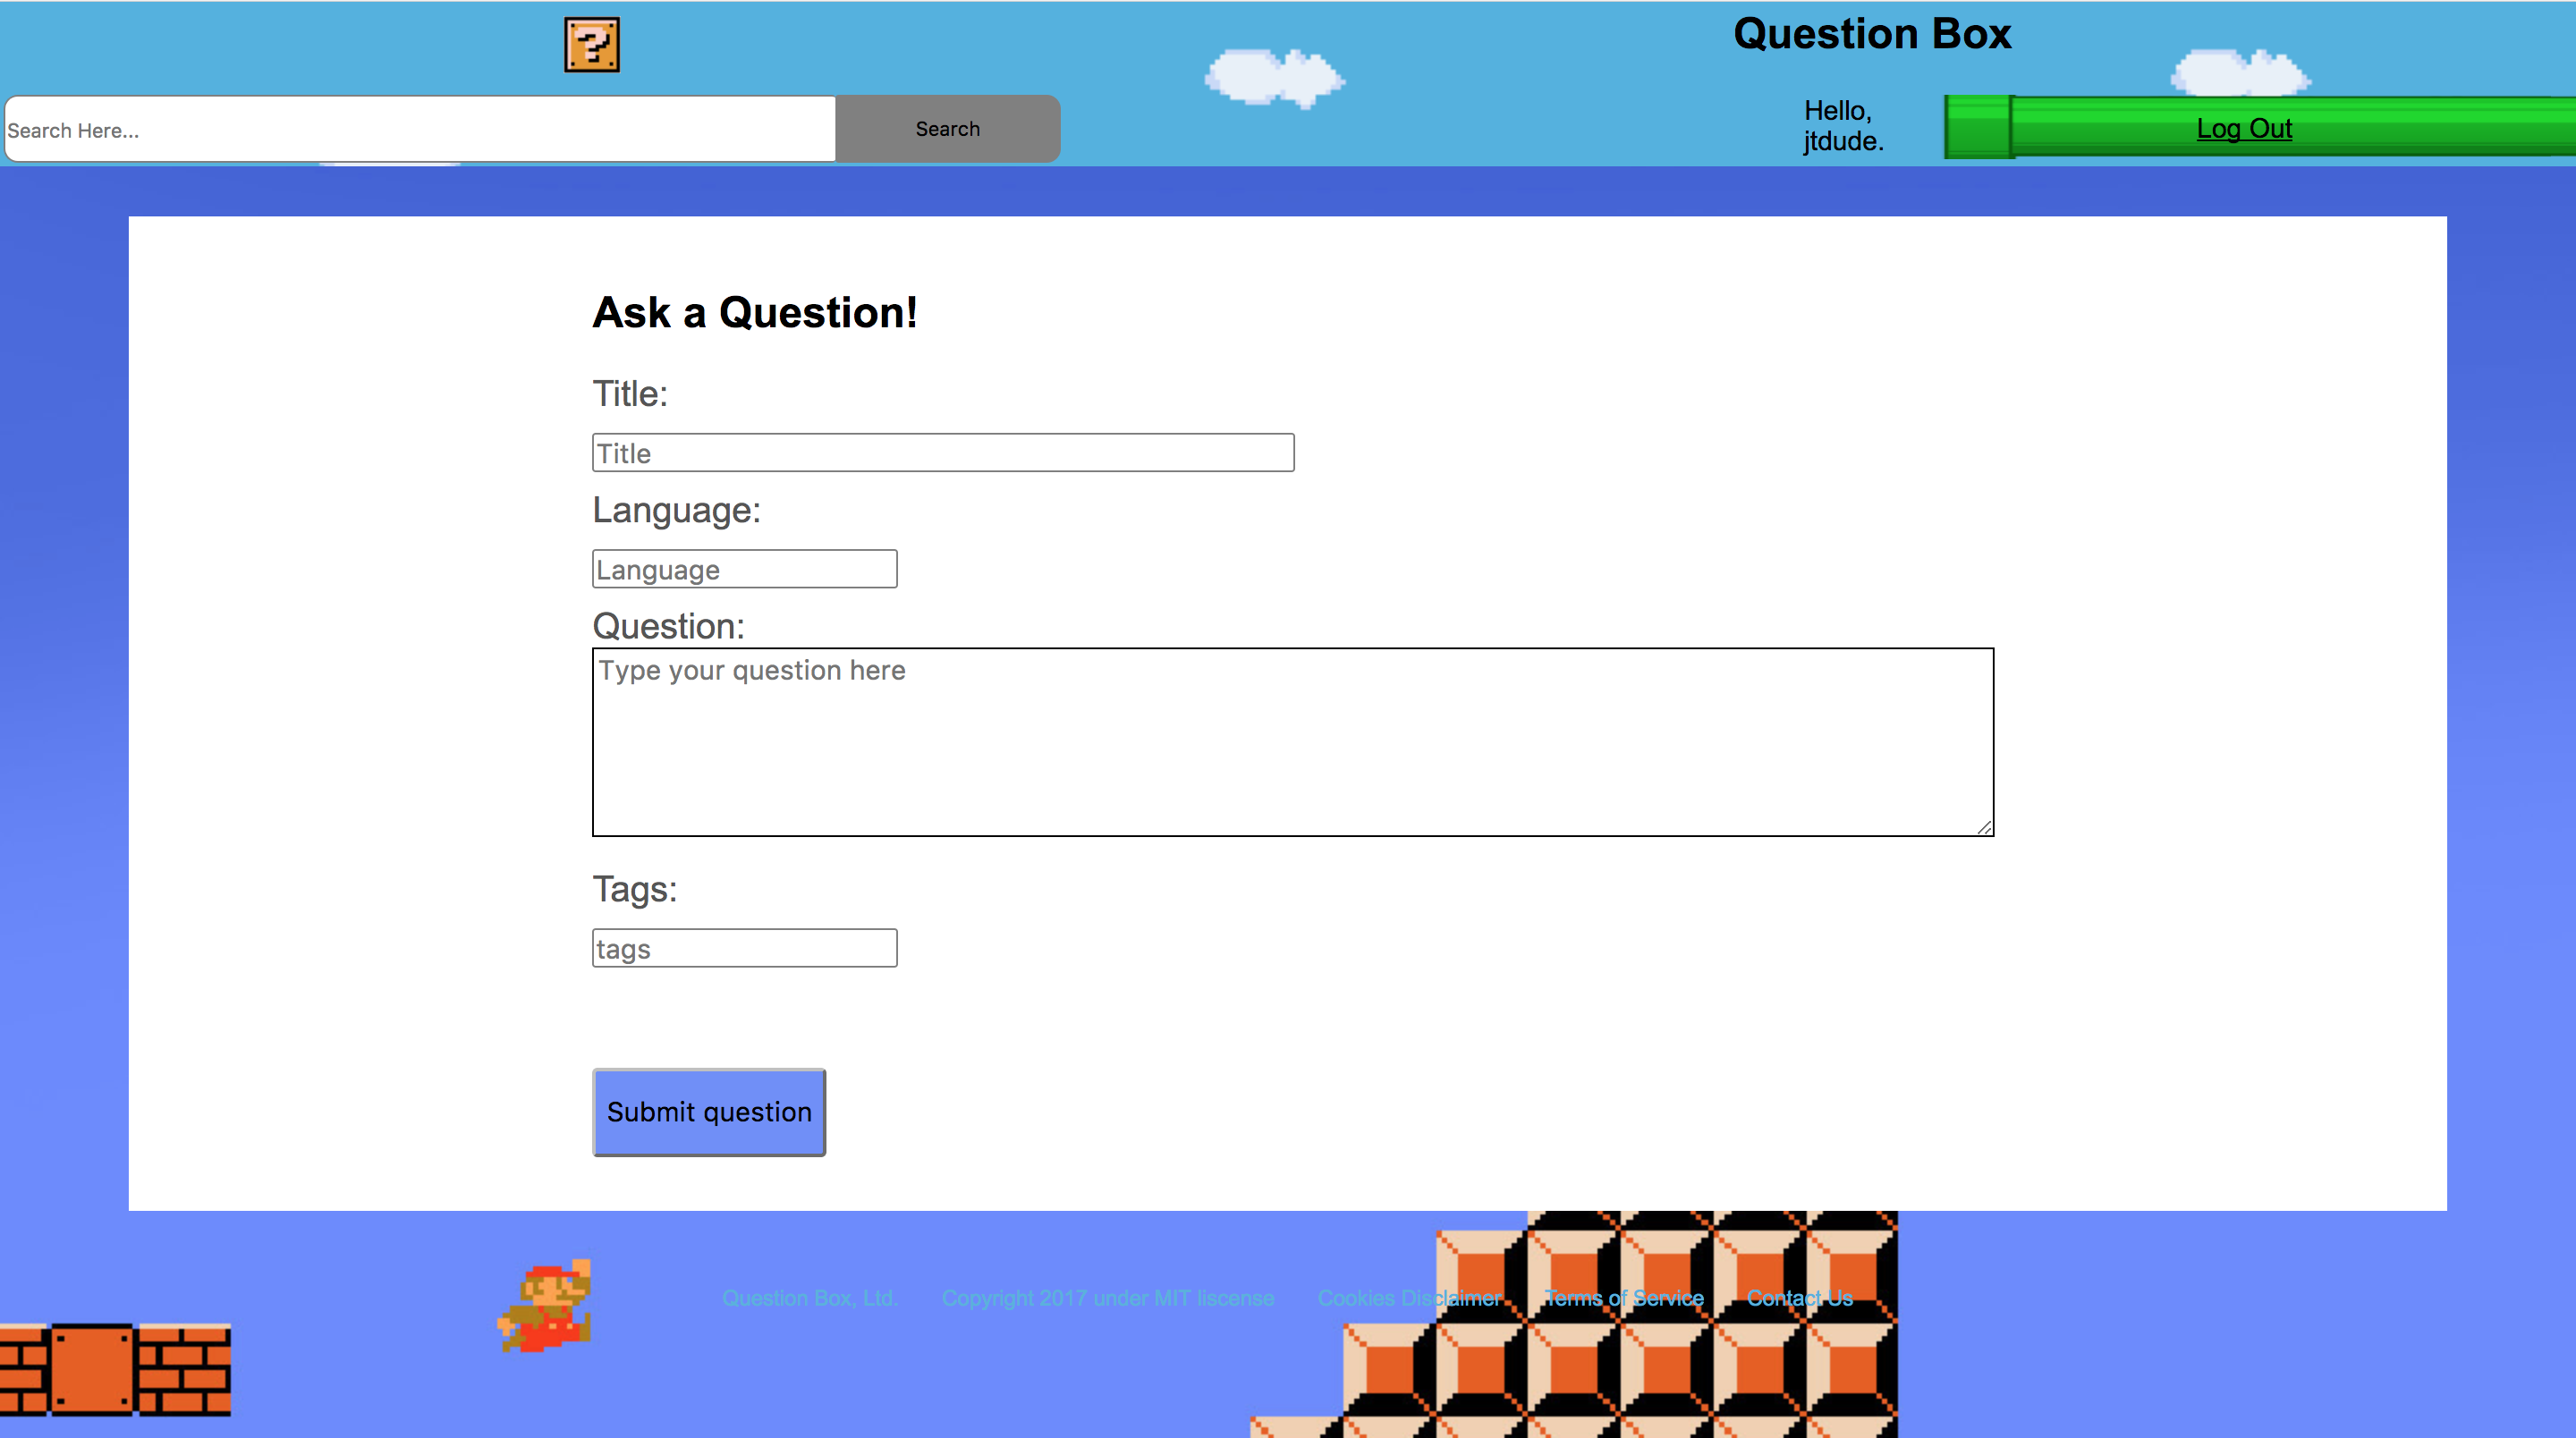 ?
Question Box
Search Here...
Search
Hello,
jtdude.
Log Out
Ask a Question!
Title:
Title
Language:
Language
Question:
Type your question here
Tags:
tags
Submit question
Question Box, Ltd. Copyright 2017 under MIT liscense Cookies Disclaimer Terms of Service Contact Us